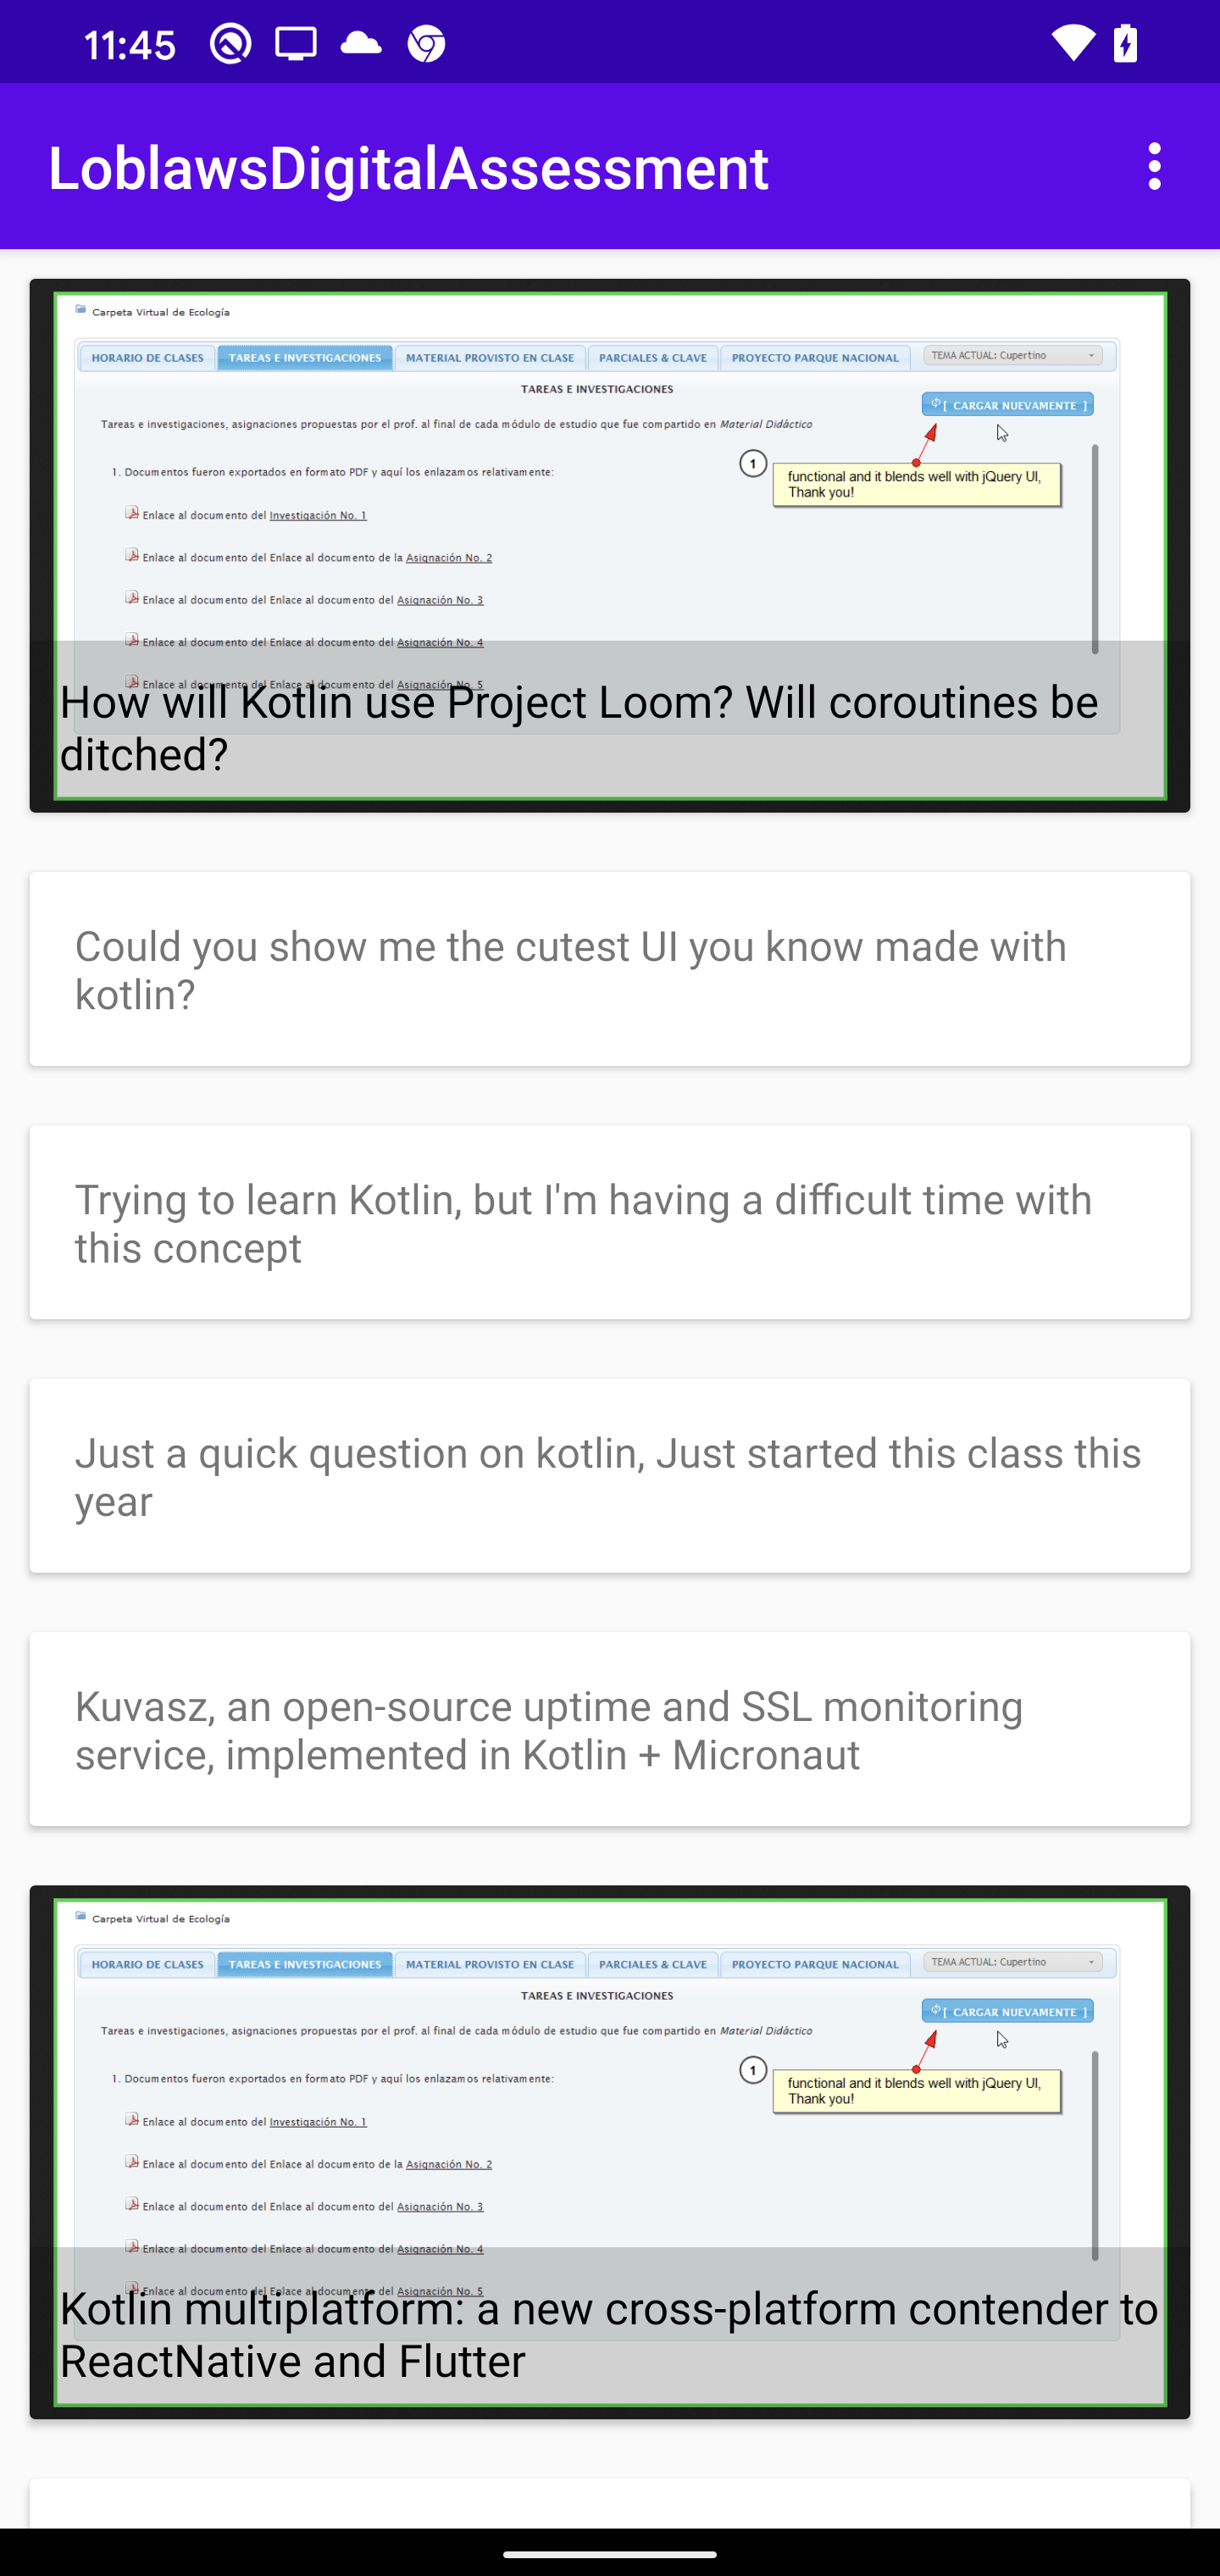 11:45
LoblawsDigitalAssessment
Carpeta Virtual de Ecología
HORARIO DE CLASES TAREAS E INVESTIGACIONES MATERIAL PROVISTO EN CLASE PARCIALES & CLAVE PROYECTO PARQUE NACIONAL TEMA ACTUAL: Cupertino
TAREAS E INVESTIGACIONES
[ CARGAR NUEVAMENTE ]
Tareas e investigaciones, asignaciones propuestas por el prof. al final de cada módulo de estudio que fue compartido en Material Didáctico
1
functional and it blends well with jQuery UI,
Thank you!
1. Documentos fueron exportados en formato PDF y aquí los enlazamos relativamente:
Enlace al documento del Investigación No. 1
Enlace al documento del Enlace al documento de la Asignación No. 2
Enlace al documento del Enlace al documento del Asignación No. 3
Enlace al documento del Enlace al documento del Asignación No. 4
Enlace al documento del Enlace al documento del Asignación No. 5
How will Kotlin use Project Loom? Will coroutines be
ditched?
Could you show me the cutest UI you know made with
kotlin?
Trying to learn Kotlin, but I'm having a difficult time with
this concept
Just a quick question on kotlin, Just started this class this
year
Kuvasz, an open-source uptime and SSL monitoring
service, implemented in Kotlin + Micronaut
Carpeta Virtual de Ecología
HORARIO DE CLASES TAREAS E INVESTIGACIONES MATERIAL PROVISTO EN CLASE PARCIALES & CLAVE PROYECTO PARQUE NACIONAL TEMA ACTUAL: Cupertino
TAREAS E INVESTIGACIONES
[ CARGAR NUEVAMENTE ]
Tareas e investigaciones, asignaciones propuestas por el prof. al final de cada módulo de estudio que fue compartido en Material Didáctico
1
functional and it blends well with jQuery UI,
Thank you!
1. Documentos fueron exportados en formato PDF y aquí los enlazamos relativamente:
Enlace al documento del Investigación No. 1
Enlace al documento del Enlace al documento de la Asignación No. 2
Enlace al documento del Enlace al documento del Asignación No. 3
Enlace al documento del Enlace al documento del Asignación No. 4
Enlace al documento del Enlace al documento del Asignación No. 5
Kotlin multiplatform: a new cross-platform contender to
ReactNative and Flutter